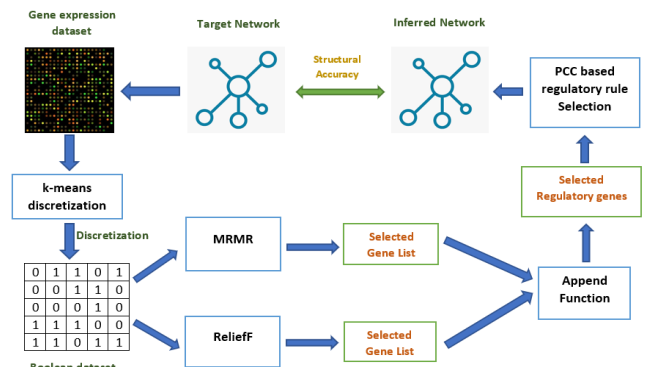 Gene expression
dataset
Target Network
Inferred Network
Structural
Accuracy
PCC based
regulatory rule
Selection
k-means
discretization
Selected
Regulatory genes
Discretization
MRMR
Selected
Gene List
0 1 1 0 1
0 0 1 1 0
0 0 0 1 0
1 1 1 0 0
1 1 0 1 1
Append
Function
ReliefF
Selected
Gene List
Boolean dataset